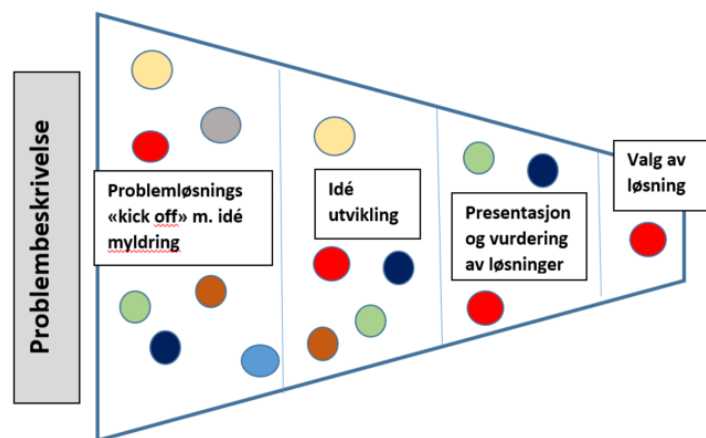 Problembeskrivelse
Problemløsnings
«kick off» m. idé
myldring
Idé
utvikling
Presentasjon
og vurdering
av løsninger
Valg av
løsning